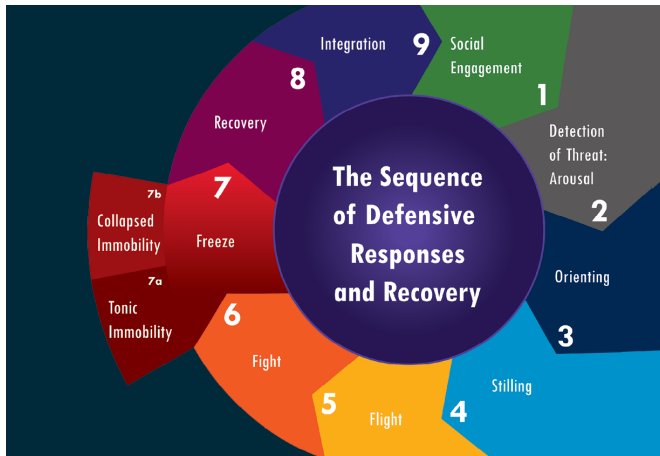 The Sequence
of Defensive
Responses
and Recovery
Social
Engagement
1
Detection
of Threat:
Arousal
2
Orienting
3
Stilling
4
Flight
5
Fight
6
Freeze
7
7a
Tonic
Immobility
7b
Collapsed
Immobility
Recovery
8
Integration
9